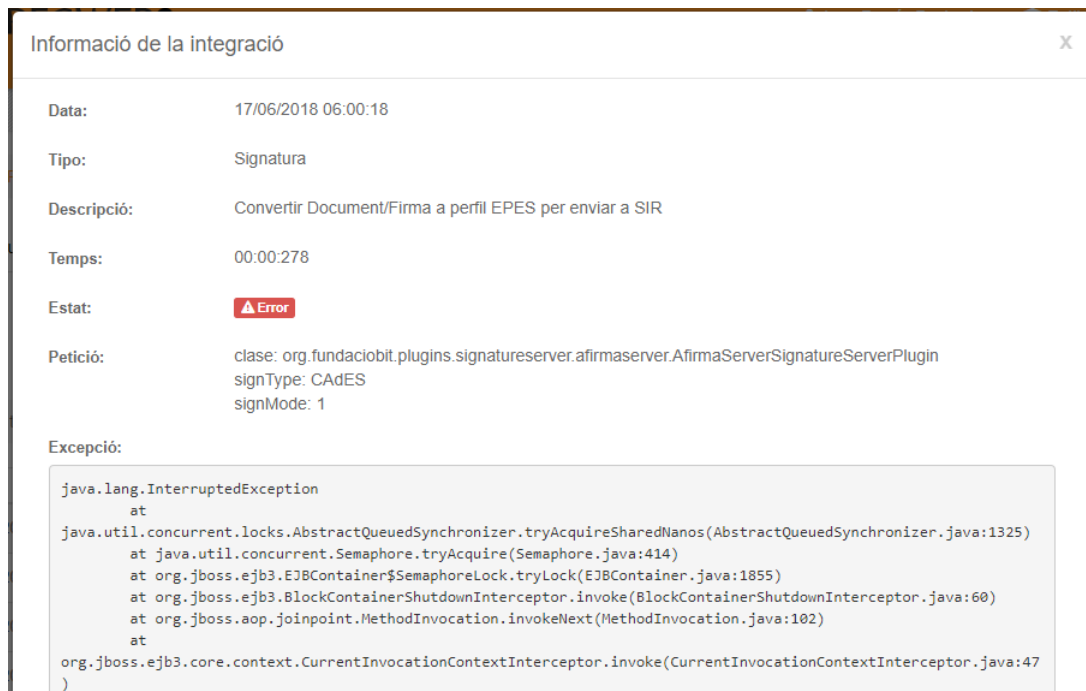 Informació de la integració
X
Data: 17/06/2018 06:00:18
Tipo: Signatura
Descripció: Convertir Document/Firma a perfil EPES per enviar a SIR
Temps: 00:00:278
Estat: Error
Petició: clase: org.fundaciobit.plugins.signatureserver.afirmaserver.AfirmaServerSignatureServerPlugin
signType: CAdES
signMode: 1
Excepció:
java.lang.InterruptedException
at
java.util.concurrent.locks.AbstractQueuedSynchronizer.tryAcquireSharedNanos(AbstractQueuedSynchronizer.java:1325)
at java.util.concurrent.Semaphore.tryAcquire(Semaphore.java:414)
at org.jboss.ejb3.EJBContainer$SemaphoreLock.tryLock(EJBContainer.java:1855)
at org.jboss.ejb3.BlockContainerShutdownInterceptor.invoke(BlockContainerShutdownInterceptor.java:60)
at org.jboss.aop.joinpoint.MethodInvocation.invokeNext(MethodInvocation.java:102)
at
org.jboss.ejb3.core.context.CurrentInvocationContextInterceptor.invoke(CurrentInvocationContextInterceptor.java:47
)